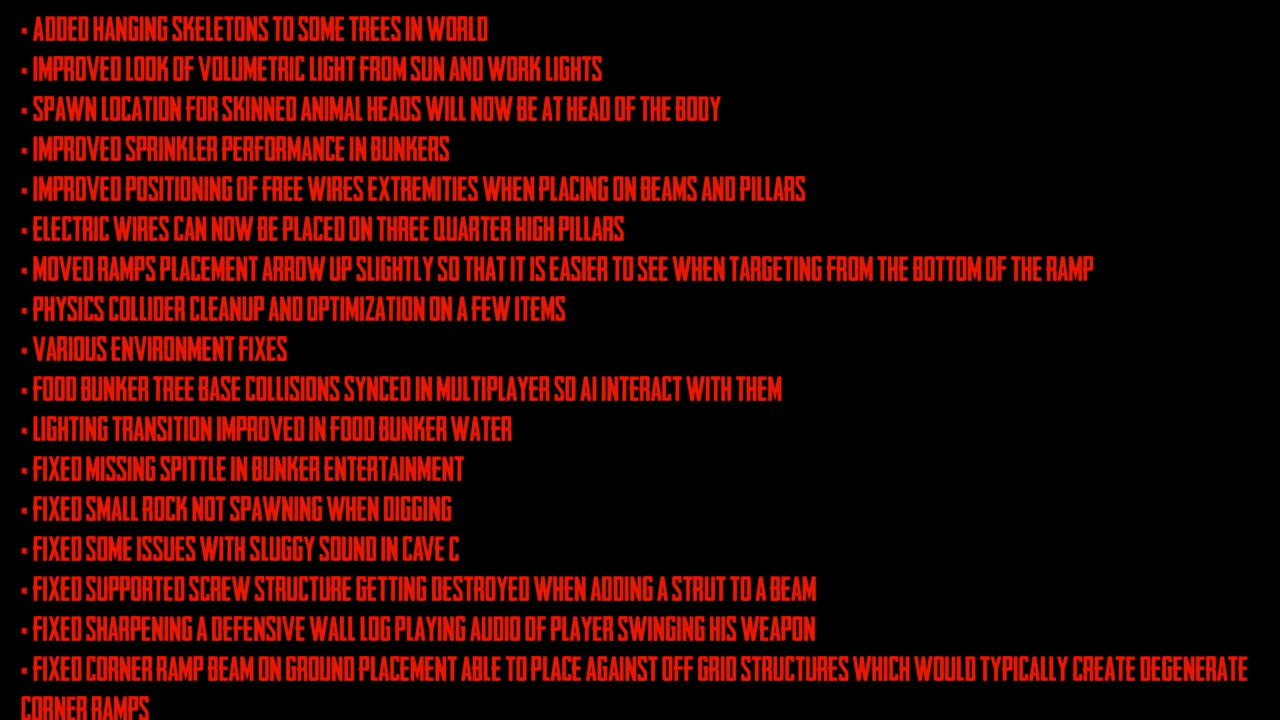 • ADDED HANGING SKELETONS TO SOME TREES IN WORLD
• IMPROVED LOOK OF VOLUMETRIC LIGHT FROM SUN AND WORK LIGHTS
• SPAWN LOCATION FOR SKINNED ANIMAL HEADS WILL NOW BE AT HEAD OF THE BODY
• IMPROVED SPRINKLER PERFORMANCE IN BUNKERS
• IMPROVED POSITIONING OF FREE WIRES EXTREMITIES WHEN PLACING ON BEAMS AND PILLARS
• ELECTRIC WIRES CAN NOW BE PLACED ON THREE QUARTER HIGH PILLARS
• MOVED RAMPS PLACEMENT ARROW UP SLIGHTLY SO THAT IT IS EASIER TO SEE WHEN TARGETING FROM THE BOTTOM OF THE RAMP
• PHYSICS COLLIDER CLEANUP AND OPTIMIZATION ON A FEW ITEMS
• VARIOUS ENVIRONMENT FIXES
• FOOD BUNKER TREE BASE COLLISIONS SYNCED IN MULTIPLAYER SO AI INTERACT WITH THEM
• LIGHTING TRANSITION IMPROVED IN FOOD BUNKER WATER
• FIXED MISSING SPITTLE IN BUNKER ENTERTAINMENT
• FIXED SMALL ROCK NOT SPAWNING WHEN DIGGING
• FIXED SOME ISSUES WITH SLUGGY SOUND IN CAVE C
• FIXED SUPPORTED SCREW STRUCTURE GETTING DESTROYED WHEN ADDING A STRUT TO A BEAM
• FIXED SHARPENING A DEFENSIVE WALL LOG PLAYING AUDIO OF PLAYER SWINGING HIS WEAPON
• FIXED CORNER RAMP BEAM ON GROUND PLACEMENT ABLE TO PLACE AGAINST OFF GRID STRUCTURES WHICH WOULD TYPICALLY CREATE DEGENERATE
CORNER RAMPS